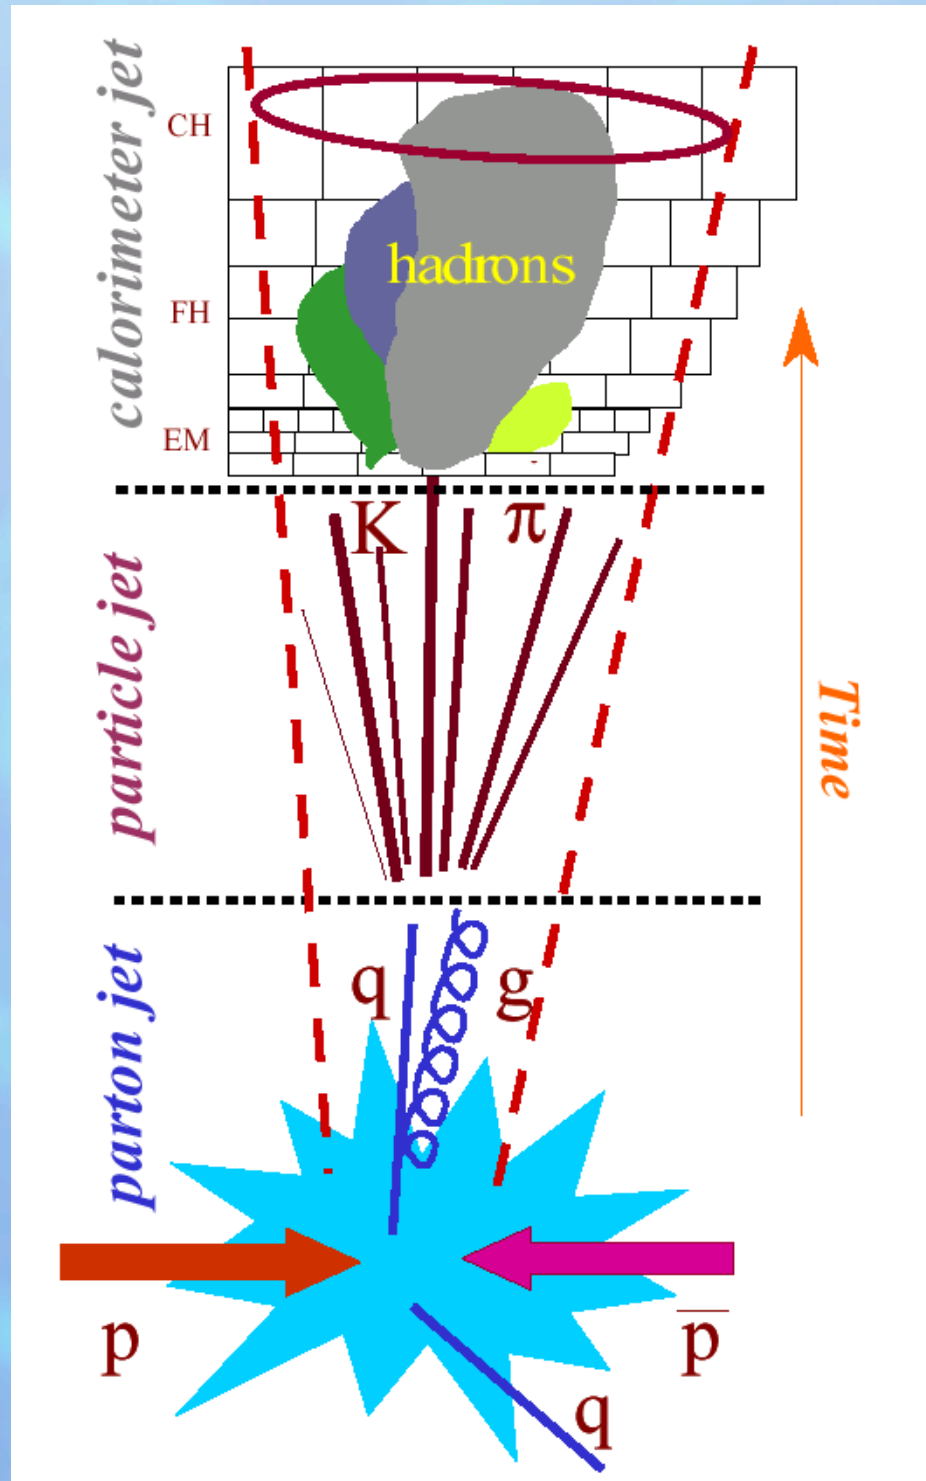 calorimeter jet
CH
hadrons
FH
EM
K
π
particle jet
Time
q
g
parton jet
p
p̅
q